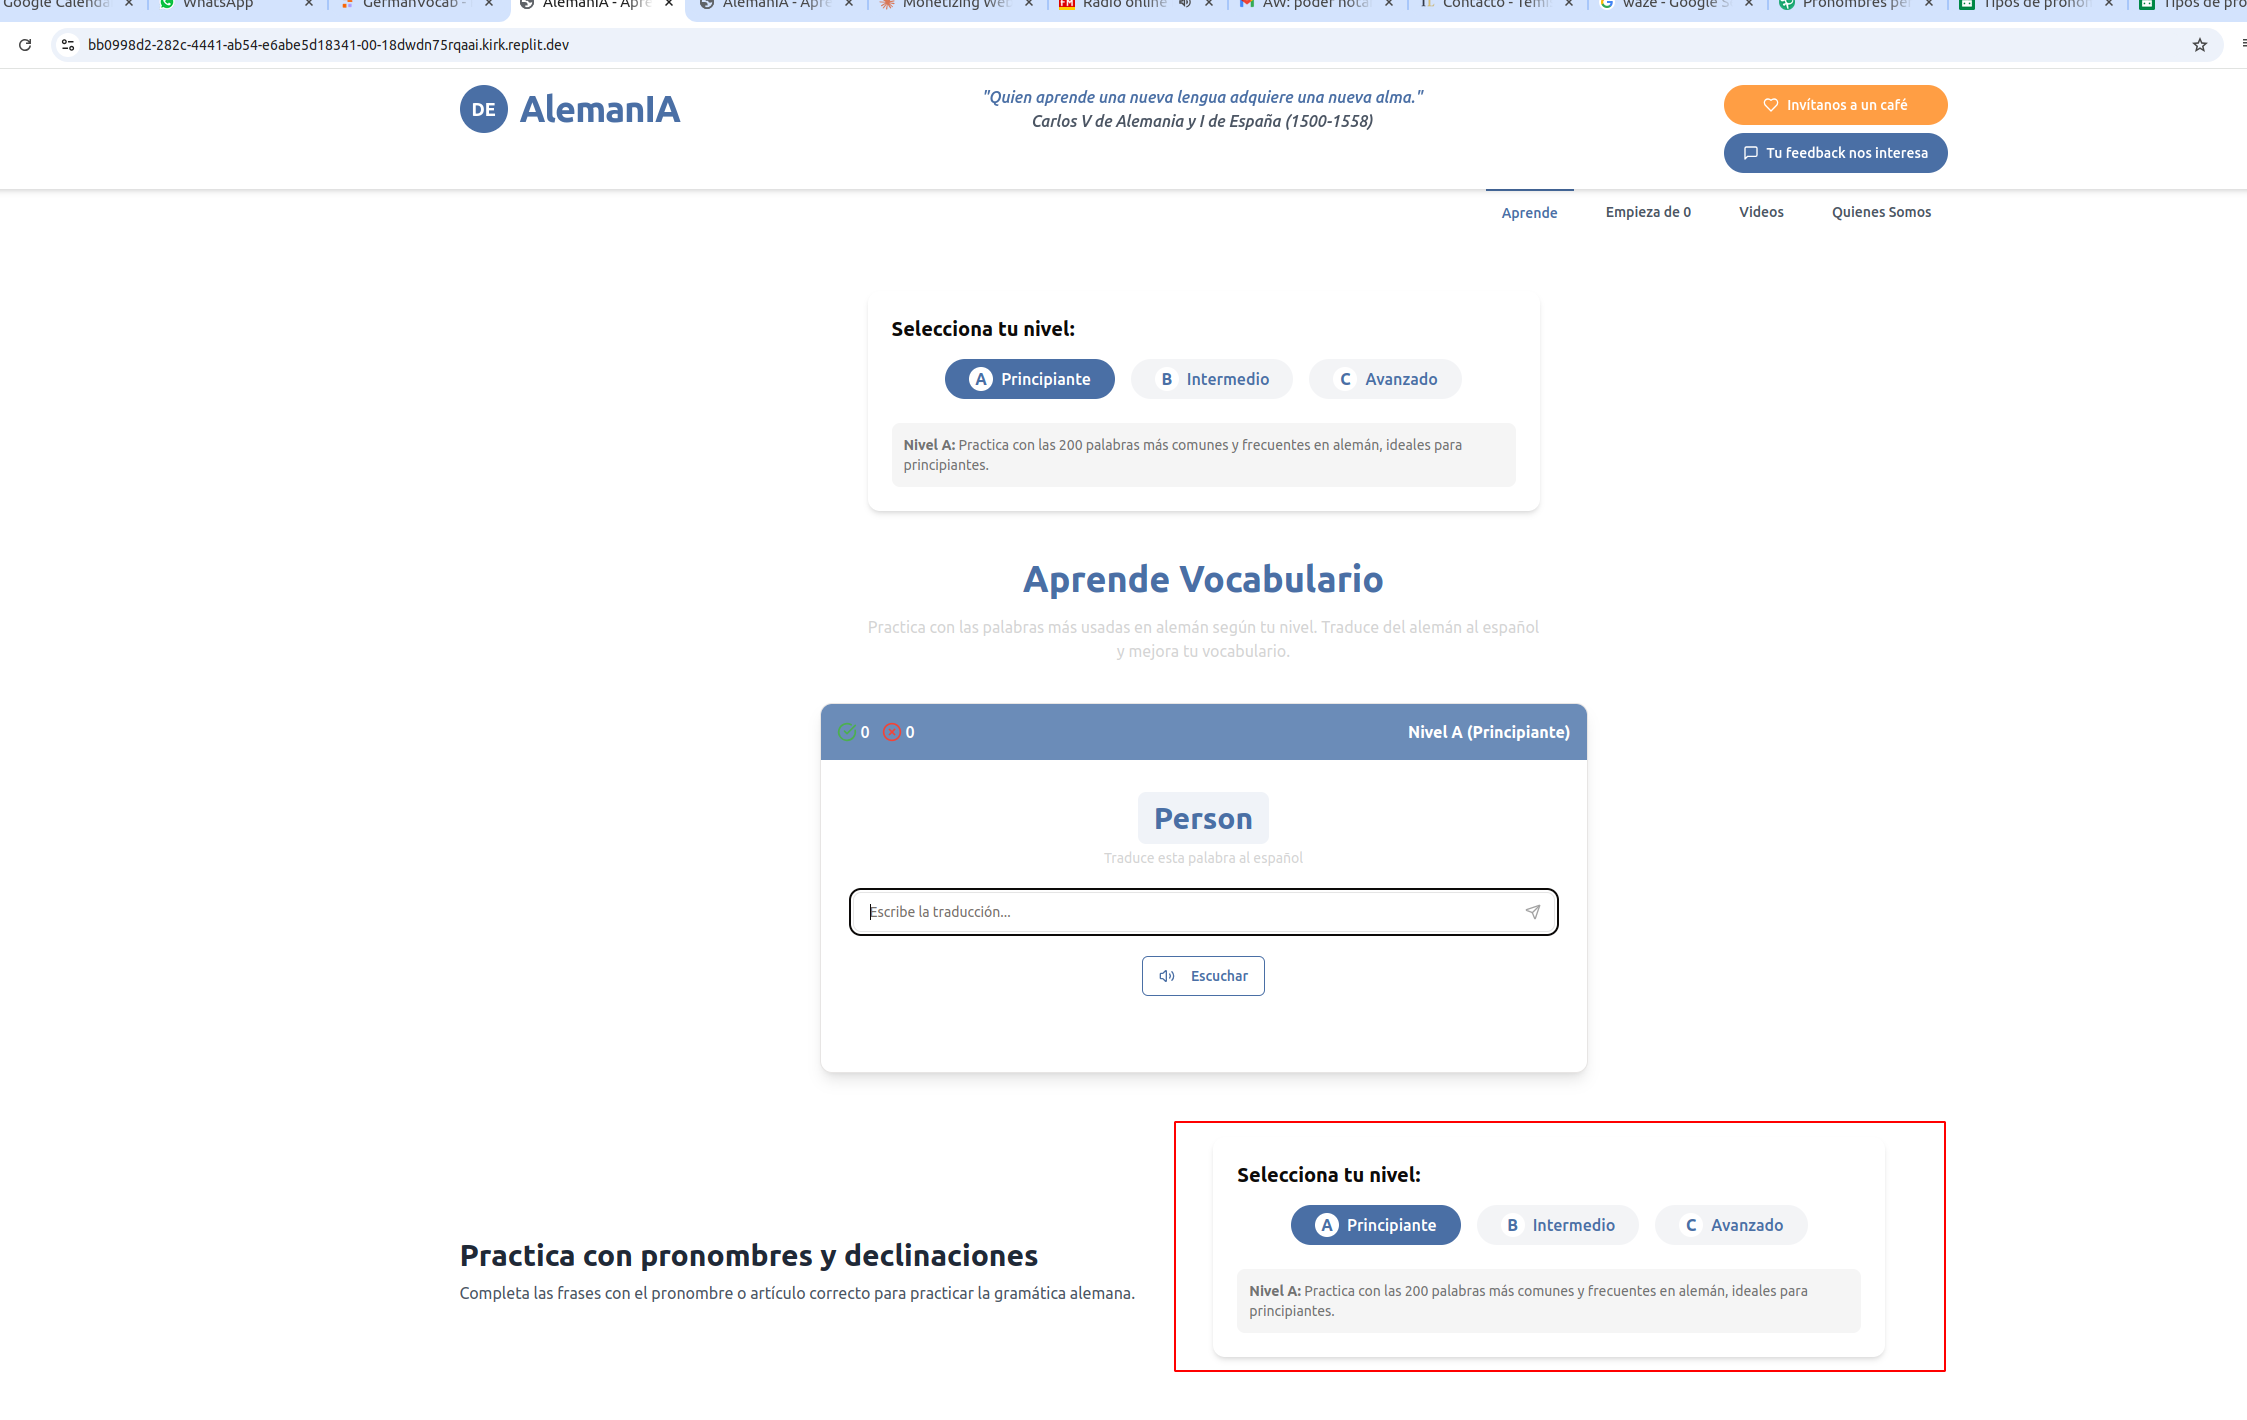 Google Calenda
WhatsApp
GermanVocab -
AlemanIA - Apre
AlemanIA - Apre
Monetizing Web
Radio online
AW: poder nota
Contacto - Temi
waze - Google S
Pronombres pe
Tipos de pronom
Tipos de pro
bb0998d2-282c-4441-ab54-e6abe5d18341-00-18dwdn75rqaai.kirk.replit.dev
DE AlemanIA
"Quien aprende una nueva lengua adquiere una nueva alma."
Carlos V de Alemania y I de España (1500-1558)
Invítanos a un café
Tu feedback nos interesa
Aprende Empieza de 0 Videos Quienes Somos
Selecciona tu nivel:
A Principiante B Intermedio C Avanzado
Nivel A: Practica con las 200 palabras más comunes y frecuentes en alemán, ideales para
principiantes.
Aprende Vocabulario
Practica con las palabras más usadas en alemán según tu nivel. Traduce del alemán al español
y mejora tu vocabulario.
0 0 Nivel A (Principiante)
Person
Traduce esta palabra al español
Escribe la traducción...
Escuchar
Practica con pronombres y declinaciones
Completa las frases con el pronombre o artículo correcto para practicar la gramática alemana.
Selecciona tu nivel:
A Principiante B Intermedio C Avanzado
Nivel A: Practica con las 200 palabras más comunes y frecuentes en alemán, ideales para
principiantes.